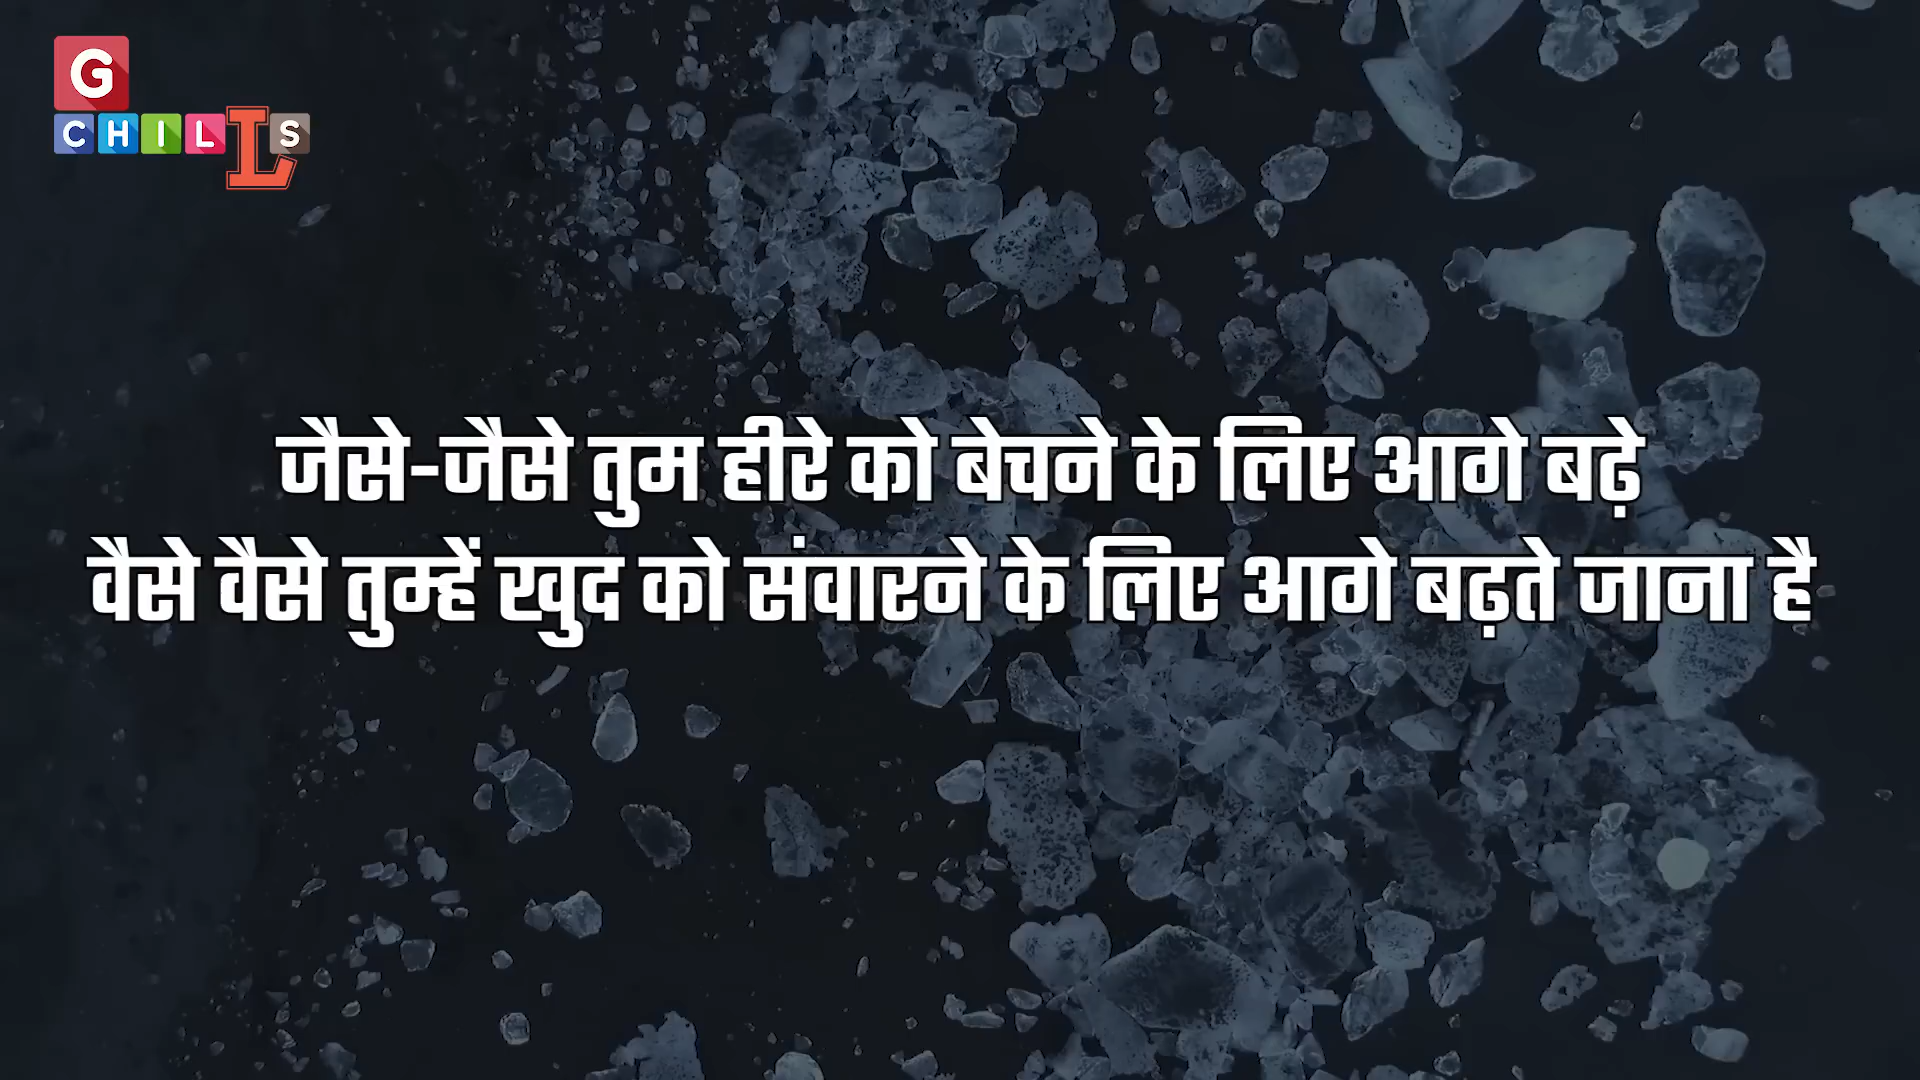 G
CHILLS
जैसे-जैसे तुम हीरे को बेचने के लिए आगे बढ़े
वैसे वैसे तुम्हें खुद को संवारने के लिए आगे बढ़ते जाना है